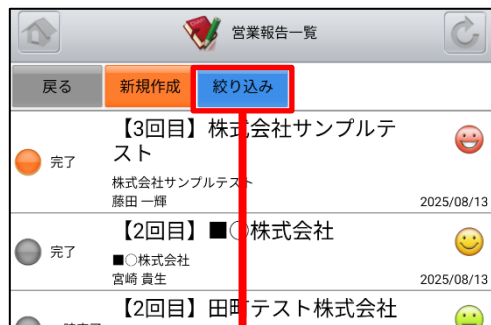 営業報告一覧
戻る 新規作成 絞り込み
【3回目】株式会社サンプルテ
スト
完了
株式会社サンプルテスト
藤田 一輝
2025/08/13
【2回目】■○株式会社
完了
■○株式会社
宮崎 貴生
2025/08/13
【2回目】田町テスト株式会社